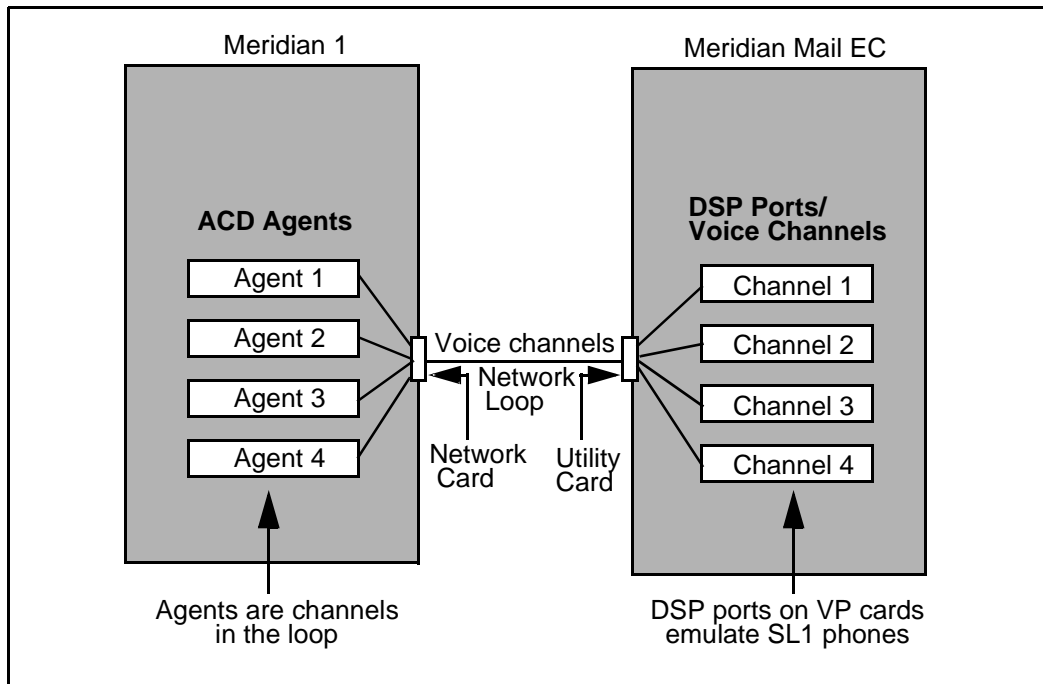 Meridian 1
Meridian Mail EC
ACD Agents
Agent 1
Agent 2
Agent 3
Agent 4
Voice channels
Network
Loop
Network
Card
Utility
Card
DSP Ports/
Voice Channels
Channel 1
Channel 2
Channel 3
Channel 4
Agents are channels
in the loop
DSP ports on VP cards
emulate SL1 phones